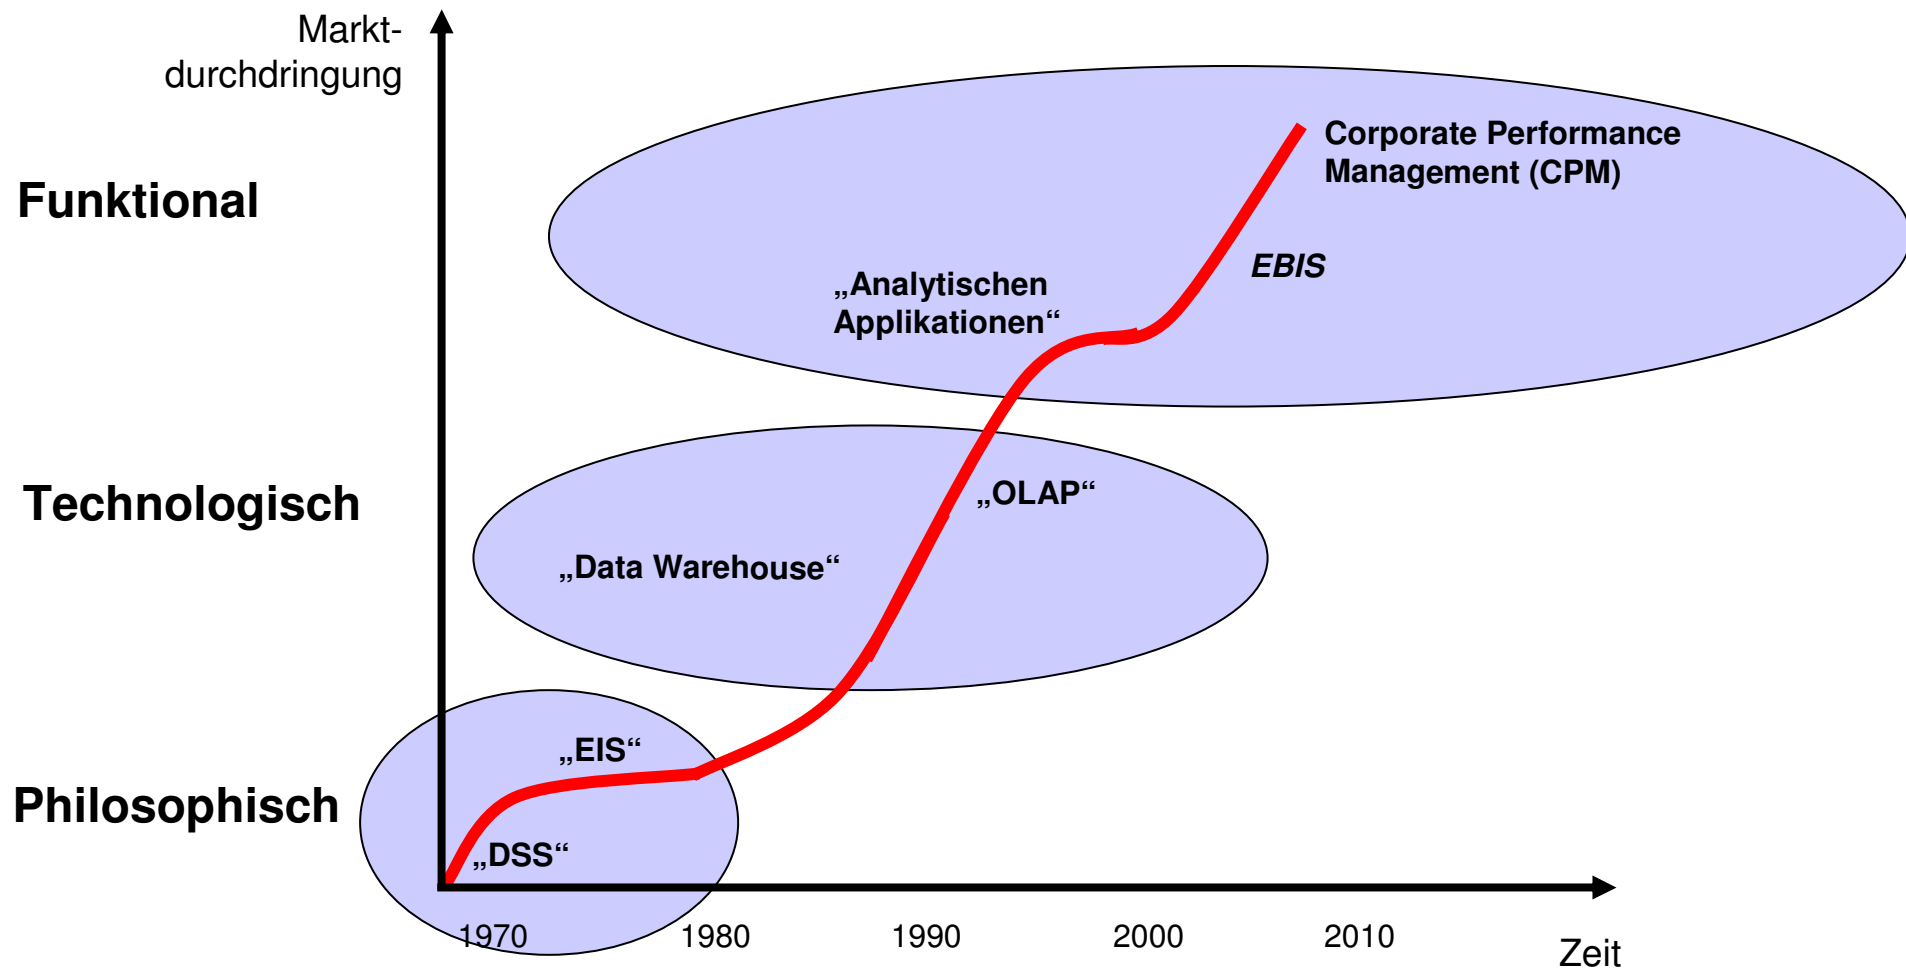 Markt-
durchdringung
Corporate Performance
Management (CPM)
Funktional
EBIS
„Analytischen
Applikationen“
Technologisch
„OLAP“
„Data Warehouse“
„EIS“
Philosophisch
„DSS“
1970 1980 1990 2000 2010
Zeit